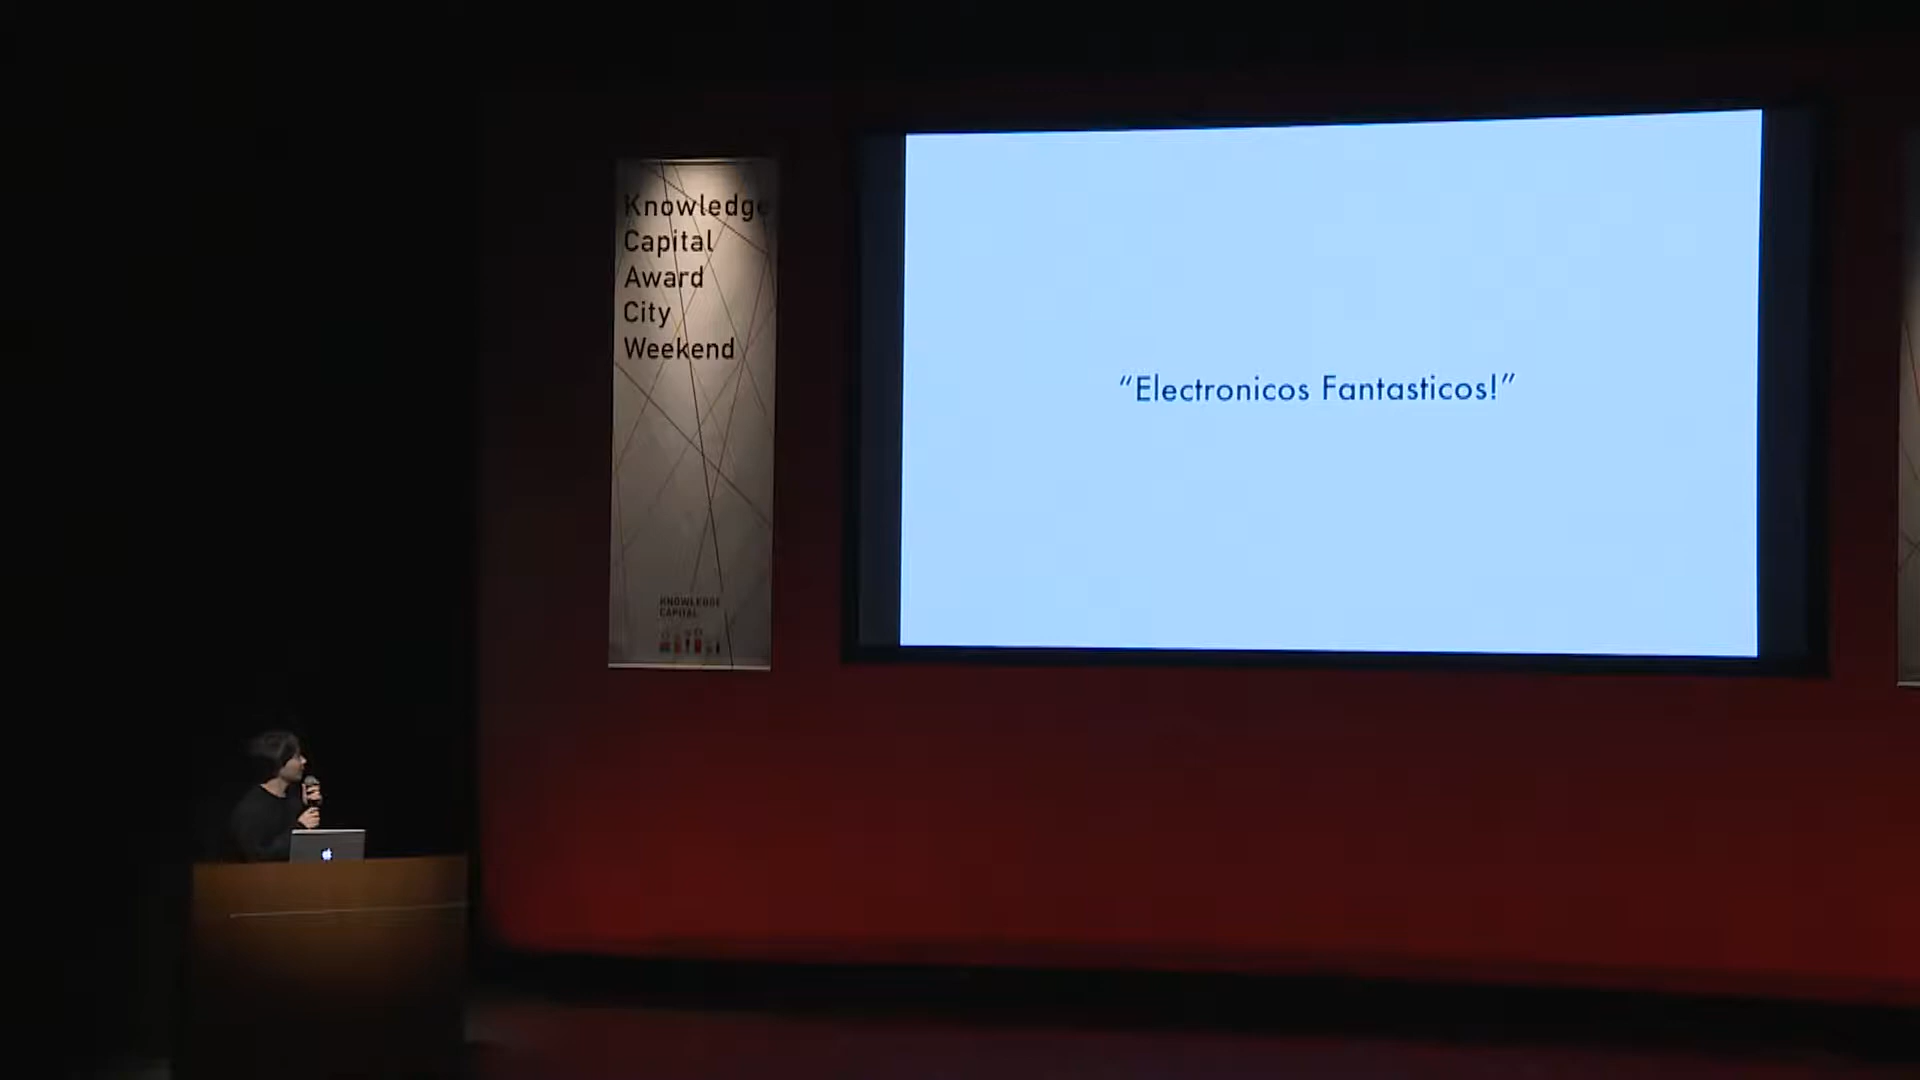 Knowledge
Capital
Award
City
Weekend
KNOWLEDGE
CAPITAL
“Electronicos Fantasticos!”